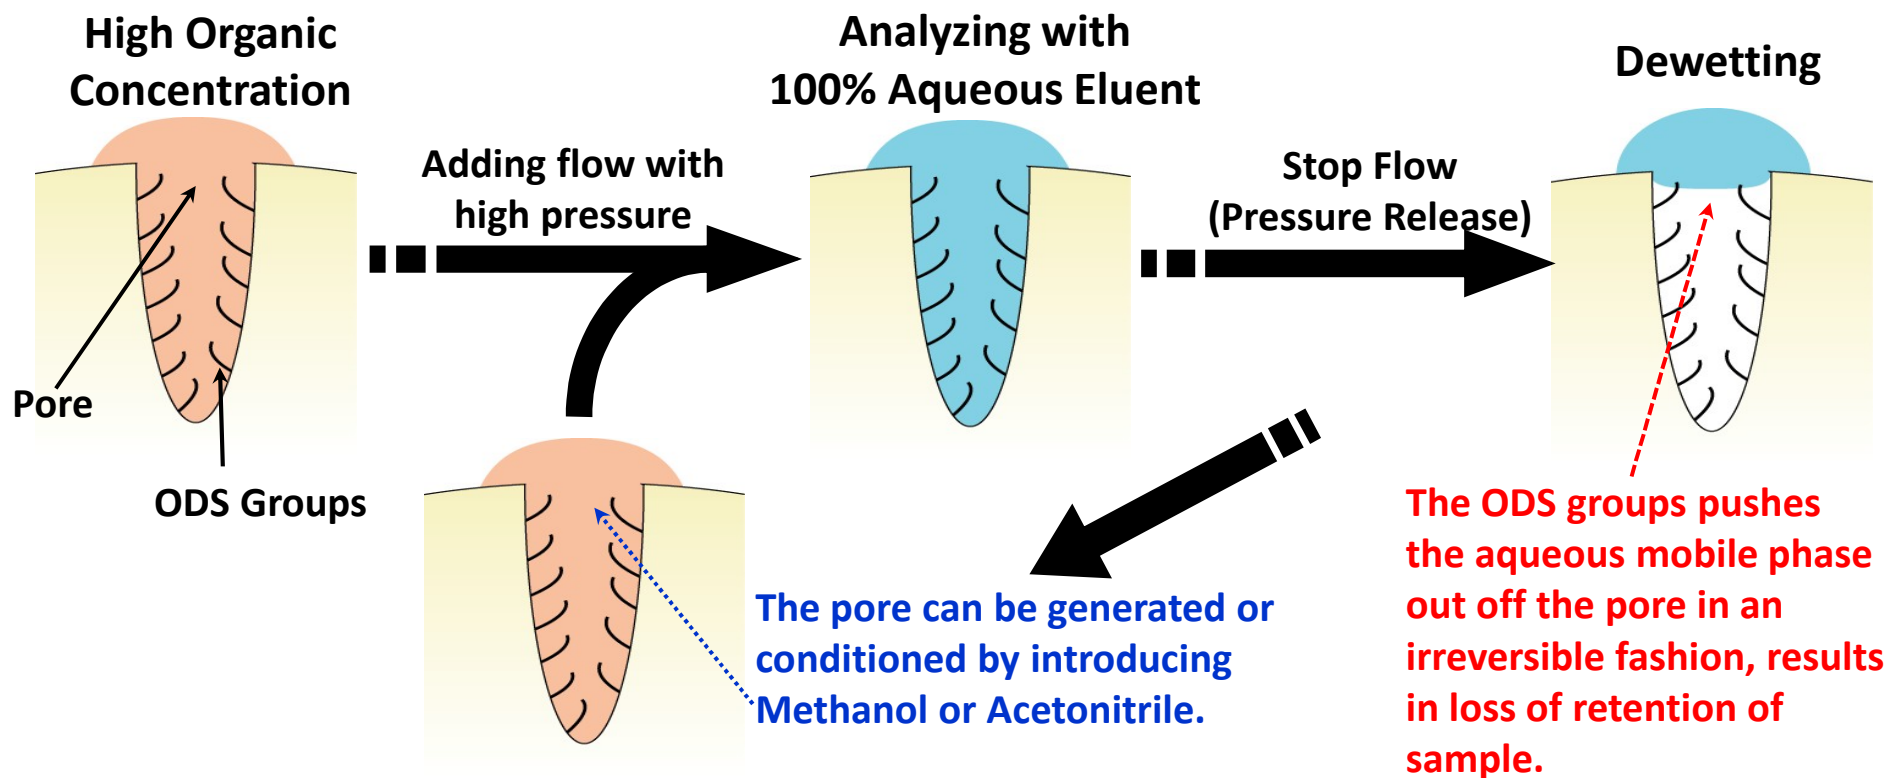 High Organic
Concentration
Analyzing with
100% Aqueous Eluent
Dewetting
Adding flow with
high pressure
Stop Flow
(Pressure Release)
Pore
ODS Groups
The pore can be generated or
conditioned by introducing
Methanol or Acetonitrile.
The ODS groups pushes
the aqueous mobile phase
out off the pore in an
irreversible fashion, results
in loss of retention of
sample.